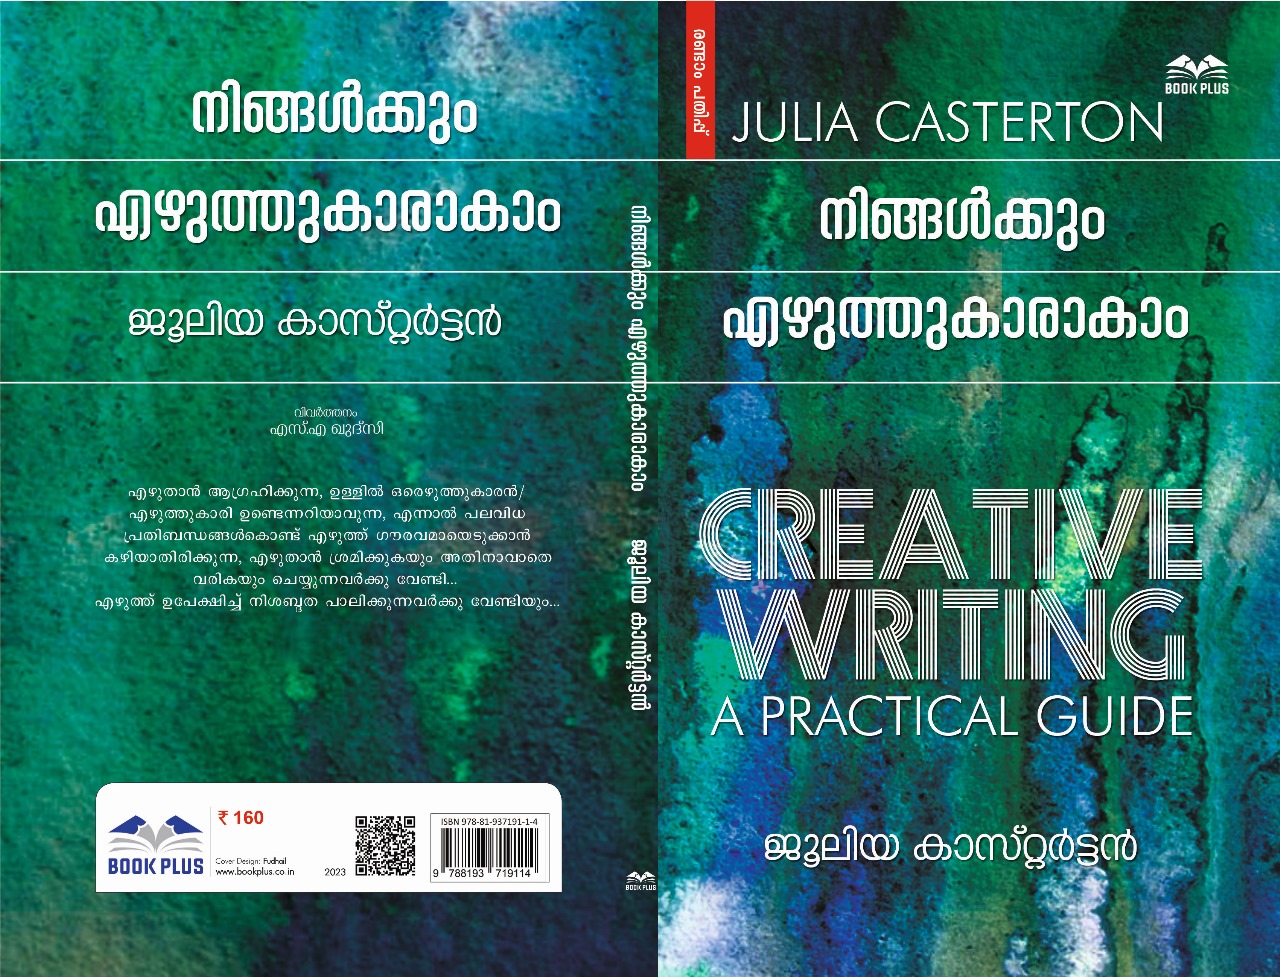 നിങ്ങൾക്കും
എഴുത്തുകാരാകാം
ജൂലിയ കാസ്റ്റർട്ടൻ
വിവർത്തനം
എസ്.എ ഖുദ്സി
എഴുതാൻ ആഗ്രഹിക്കുന്ന, ഉള്ളിൽ ഒരെഴുത്തുകാരൻ/
എഴുത്തുകാരി ഉണ്ടെന്നറിയാവുന്ന, എന്നാൽ പലവിധ
പ്രതിബന്ധങ്ങൾകൊണ്ട് എഴുത്ത് ഗൗരവമായെടുക്കാൻ
കഴിയാതിരിക്കുന്ന, എഴുതാൻ ശ്രമിക്കുകയും അതിനാവാതെ
വരികയും ചെയ്യുന്നവർക്കു വേണ്ടി...
എഴുത്ത് ഉപേക്ഷിച്ച് നിശബ്ദത പാലിക്കുന്നവർക്കു വേണ്ടിയും...
BOOK PLUS
₹ 160
Cover Design: Fudhail
www.bookplus.co.in
2023
ISBN 978-81-937191-1-4
9 788193 719114
നിങ്ങൾക്കും എഴുത്തുകാരാകാം
ജൂലിയ കാസ്റ്റർട്ടൻ
BOOK PLUS
രണ്ടാം പതിപ്പ്
BOOK PLUS
JULIA CASTERTON
നിങ്ങൾക്കും
എഴുത്തുകാരാകാം
CREATIVE
WRITING
A PRACTICAL GUIDE
ജൂലിയ കാസ്റ്റർട്ടൻ